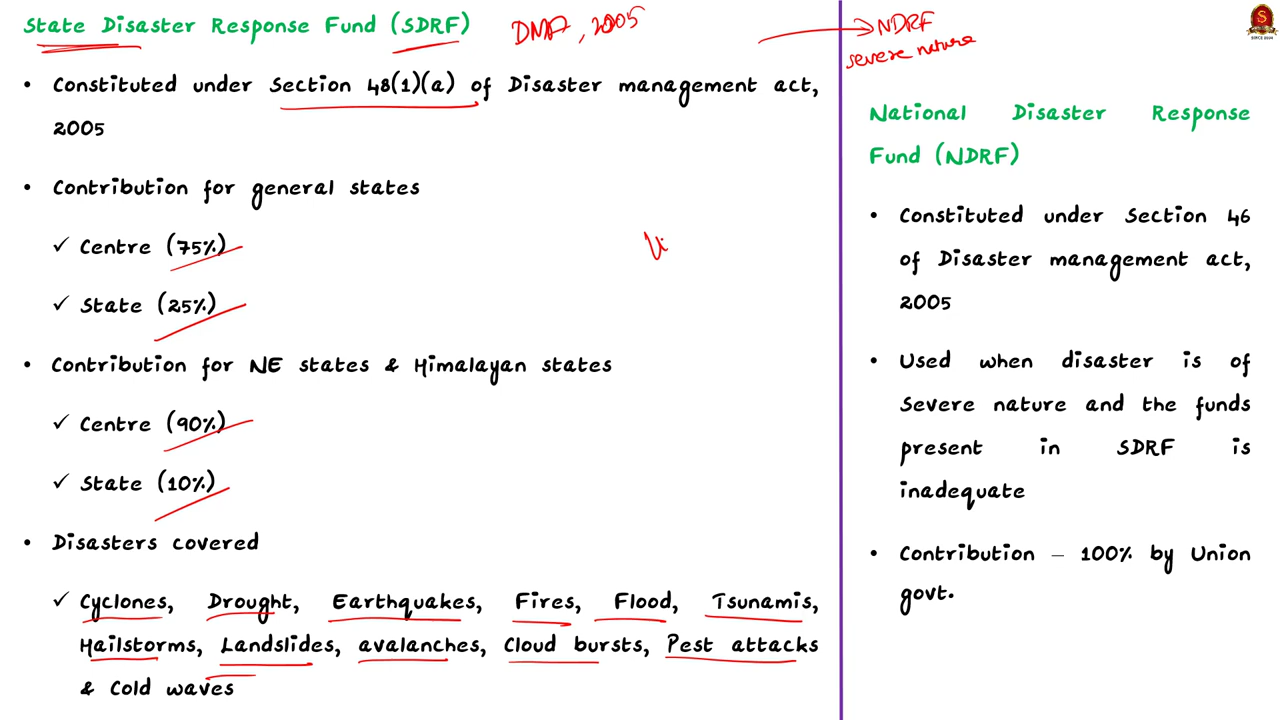 State Disaster Response Fund (SDRF)
DMA, 2005
• Constituted under Section 48(1)(a) of Disaster management act,
2005
• Contribution for general states
✓ Centre (75%)
✓ State (25%)
• Contribution for NE states & Himalayan states
✓ Centre (90%)
✓ State (10%)
• Disasters covered
✓ Cyclones, Drought, Earthquakes, Fires, Flood, Tsunamis,
Hailstorms, Landslides, avalanches, Cloud bursts, Pest attacks
& Cold waves
NDRF
severe nature
National Disaster Response
Fund (NDRF)
• Constituted under Section 46
of Disaster management act,
2005
• Used when disaster is of
Severe nature and the funds
present in SDRF is
inadequate
• Contribution – 100% by Union
govt.